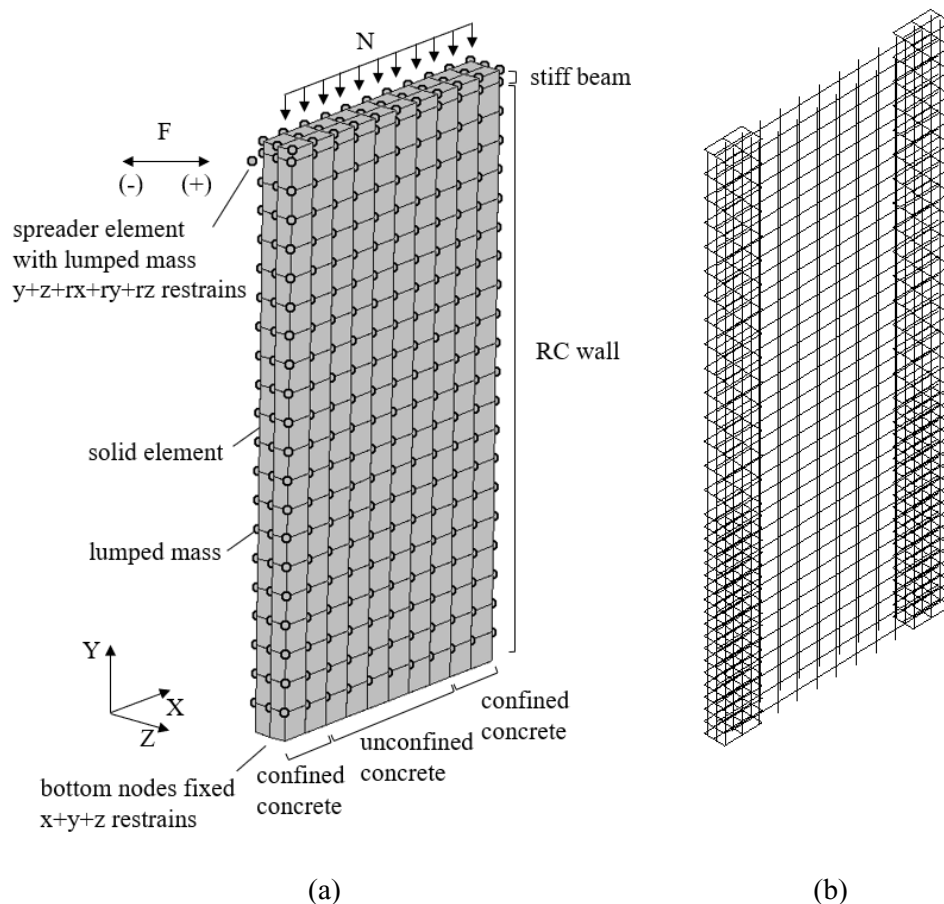 N
stiff beam
F
(-) (+)
spreader element
with lumped mass
y+z+rx+ry+rz restrains
RC wall
solid element
lumped mass
Y
X
Z
confined
concrete
unconfined
concrete
confined
concrete
bottom nodes fixed
x+y+z restrains
(a) (b)